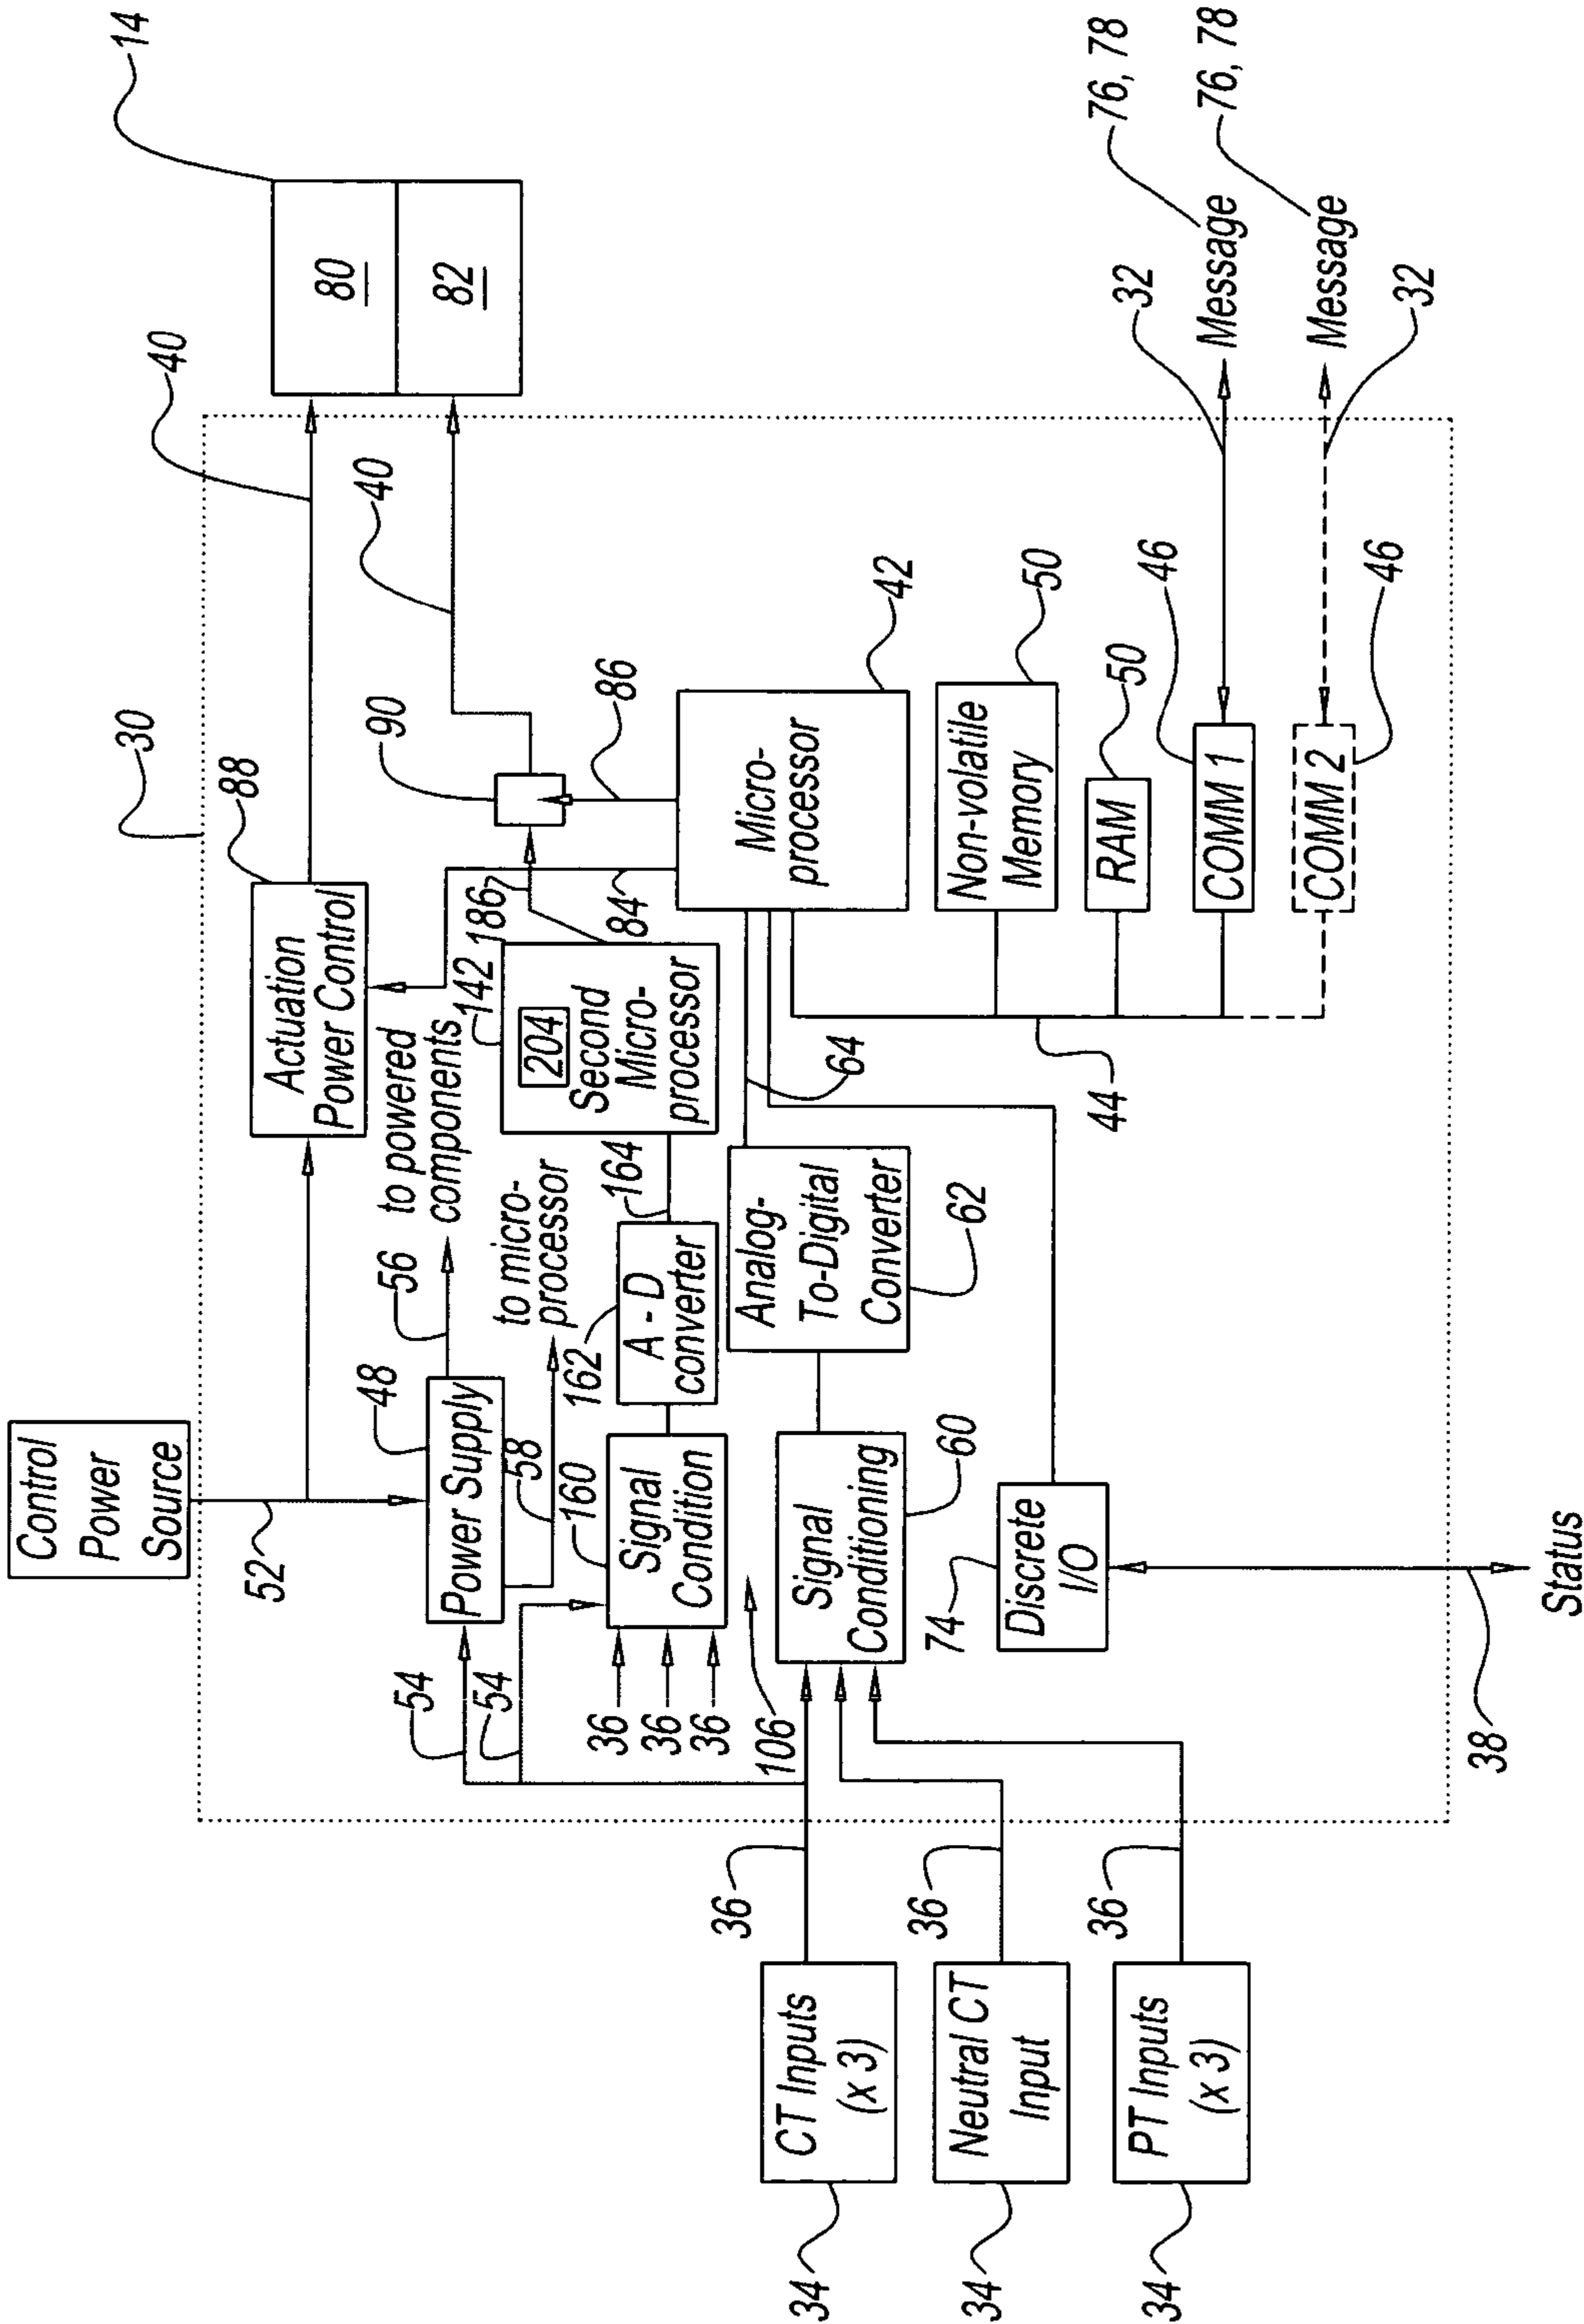 14
40
80
82
30
88
40
90
Actuation
Power Control
86
42
186
84
142
204
Second
Micro-
processor
Micro-
processor
50
Non-volatile
Memory
50
RAM
46
COMM 1
46
COMM 2
32
Message
76, 78
32
Message
76, 78
44
64
Control
Power
Source
52
48
Power Supply
56
to powered
components
58
to micro-
processor
54
54
160
Signal
Condition
36
36
36
162
A - D
converter
164
106
Signal
Conditioning
60
Analog-
To-Digital
Converter
62
74
Discrete
I/O
38
Status
36
CT Inputs
(x 3)
34
36
Neutral CT
Input
34
36
PT Inputs
(x 3)
34